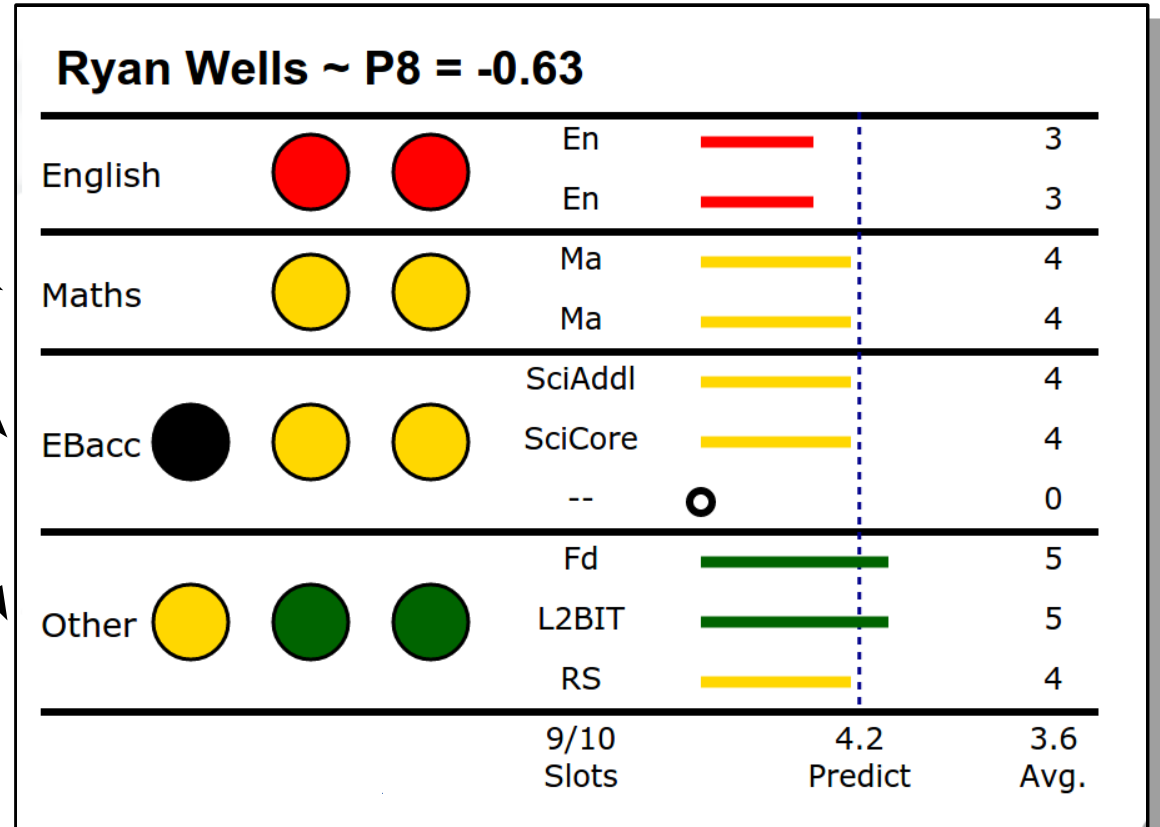 Ryan Wells ~ P8 = -0.63
English
En 3
En 3
Maths
Ma 4
Ma 4
EBacc
SciAddl 4
SciCore 4
-- 0
Other
Fd 5
L2BIT 5
RS 4
9/10 4.2 3.6
Slots Predict Avg.